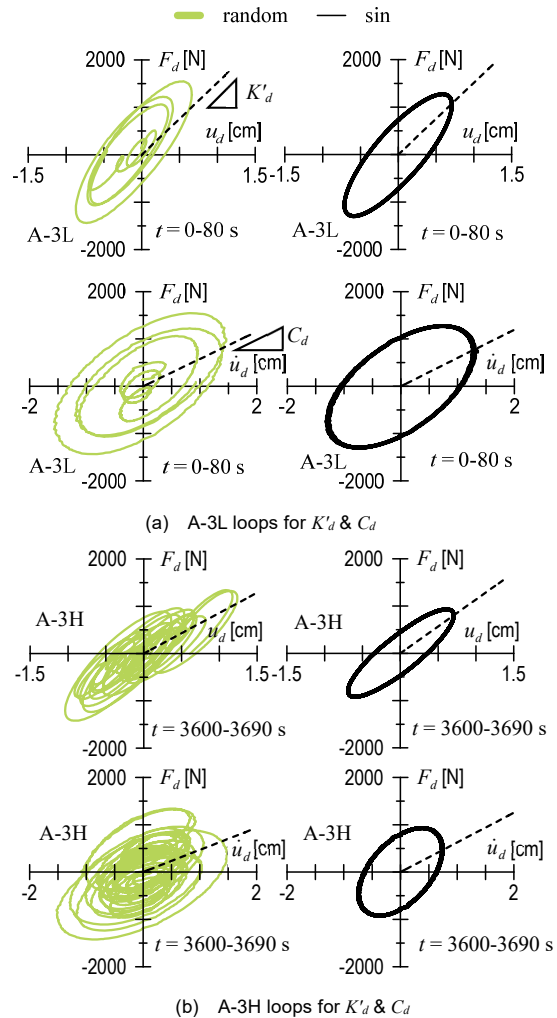 random sin
F_d [N] F_d [N]
2000 2000
K'_d
u_d [cm] u_d [cm]
-1.5 1.5 -1.5 1.5
A-3L A-3L
-2000 t = 0-80 s -2000 t = 0-80 s
F_d [N] F_d [N]
2000 2000
C_d
u̇_d [cm] u̇_d [cm]
-2 2 -2 2
A-3L A-3L
-2000 t = 0-80 s -2000 t = 0-80 s
(a) A-3L loops for K'_d & C_d
2000 F_d [N] 2000 F_d [N]
A-3H A-3H
u_d [cm] u_d [cm]
-1.5 1.5 -1.5 1.5
t = 3600-3690 s t = 3600-3690 s
-2000 -2000
2000 F_d [N] 2000 F_d [N]
A-3H A-3H
u̇_d [cm] u̇_d [cm]
-2 2 -2 2
t = 3600-3690 s t = 3600-3690 s
-2000 -2000
(b) A-3H loops for K'_d & C_d